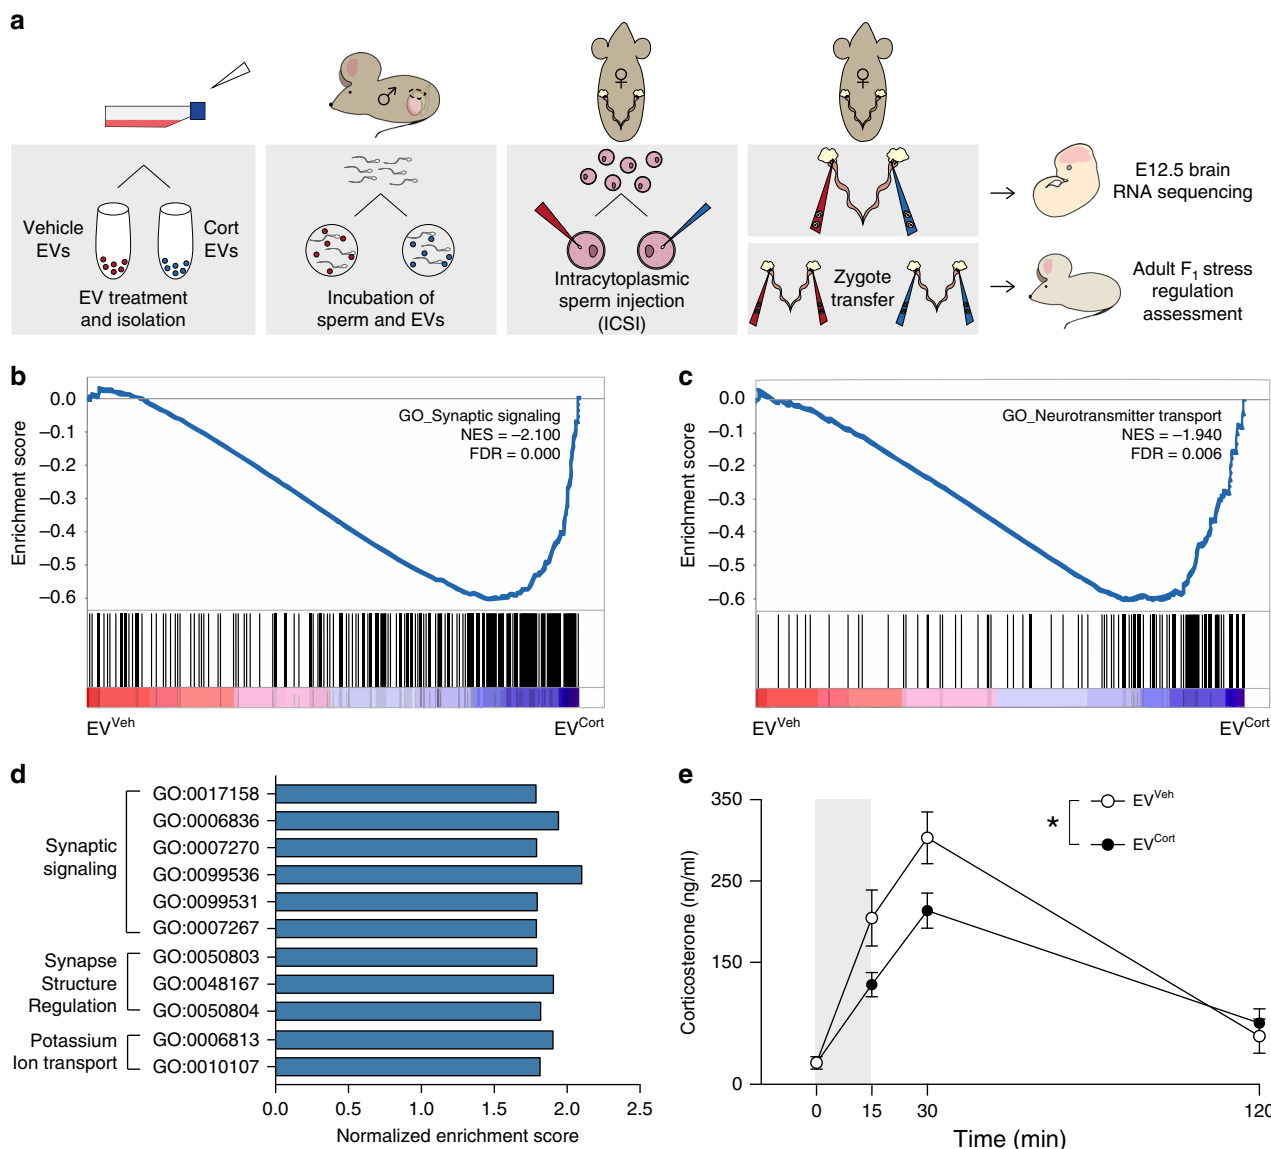 a
Vehicle
EVs
Cort
EVs
EV treatment
and isolation
♂
Incubation of
sperm and EVs
♀
Intracytoplasmic
sperm injection
(ICSI)
♀
Zygote
transfer
E12.5 brain
RNA sequencing
Adult F1 stress
regulation
assessment
b
Enrichment score
0.0
–0.1
–0.2
–0.3
–0.4
–0.5
–0.6
GO_Synaptic signaling
NES = –2.100
FDR = 0.000
EVVeh
EVCort
c
Enrichment score
0.0
–0.1
–0.2
–0.3
–0.4
–0.5
–0.6
GO_Neurotransmitter transport
NES = –1.940
FDR = 0.006
EVVeh
EVCort
d
Synaptic
signaling
GO:0017158
GO:0006836
GO:0007270
GO:0099536
GO:0099531
GO:0007267
Synapse
Structure
Regulation
GO:0050803
GO:0048167
GO:0050804
Potassium
Ion transport
GO:0006813
GO:0010107
0.0 0.5 1.0 1.5 2.0 2.5
Normalized enrichment score
e
Corticosterone (ng/ml)
350
250
150
0
* EVVeh
EVCort
0 15 30 120
Time (min)